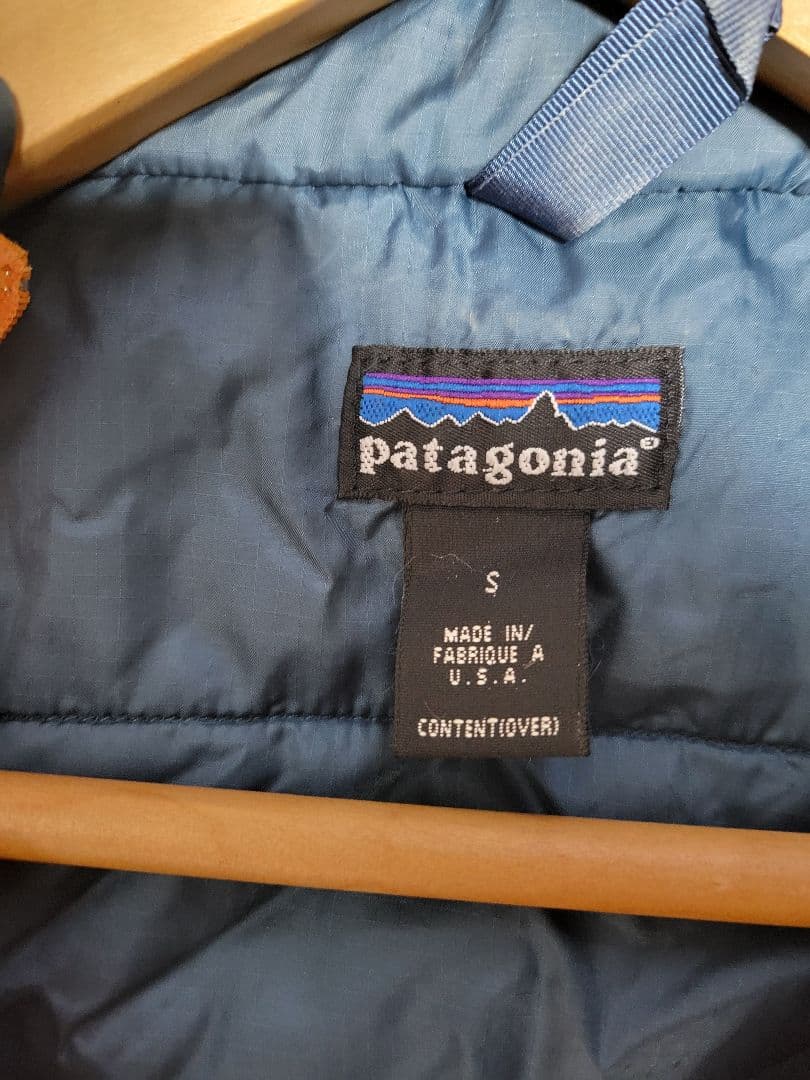 patagonia®
S
MADE IN/
FABRIQUE A
U.S.A.
CONTENT(OVER)